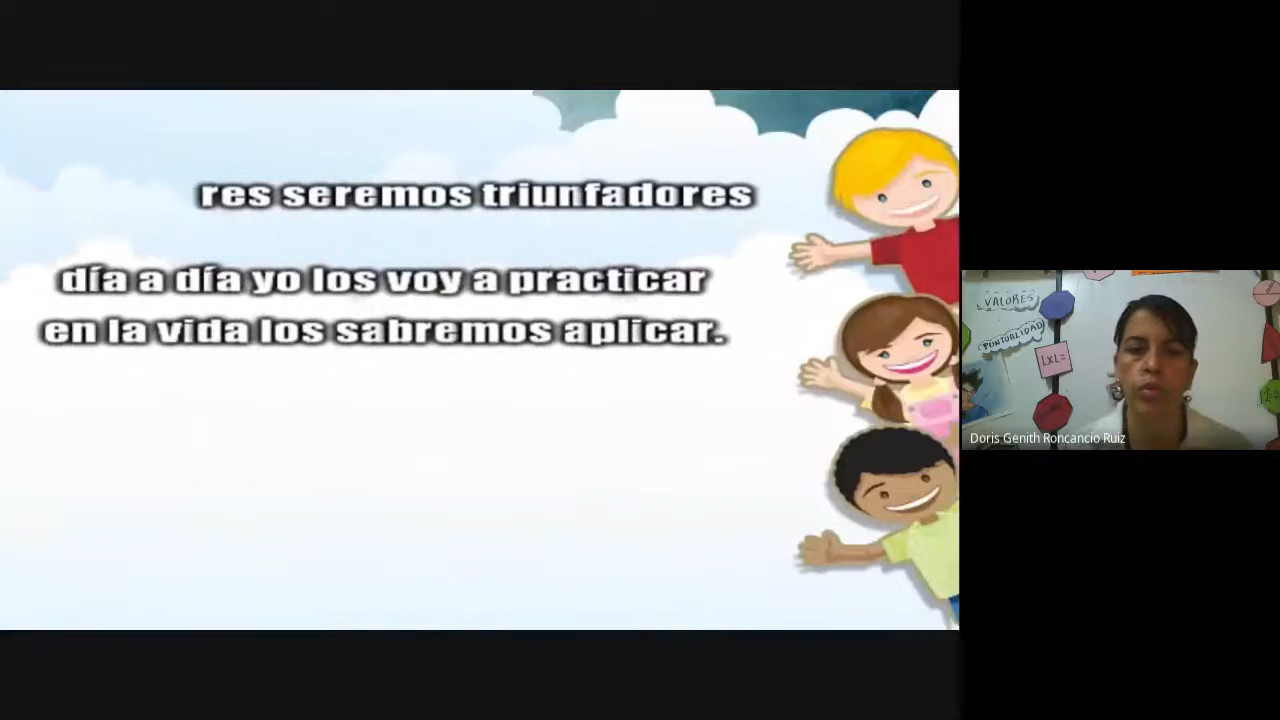 res seremos triunfadores
día a día yo los voy a practicar
en la vida los sabremos aplicar.
VALORES
PUNTUALIDAD
LXL=
Doris Genith Roncancio Ruiz